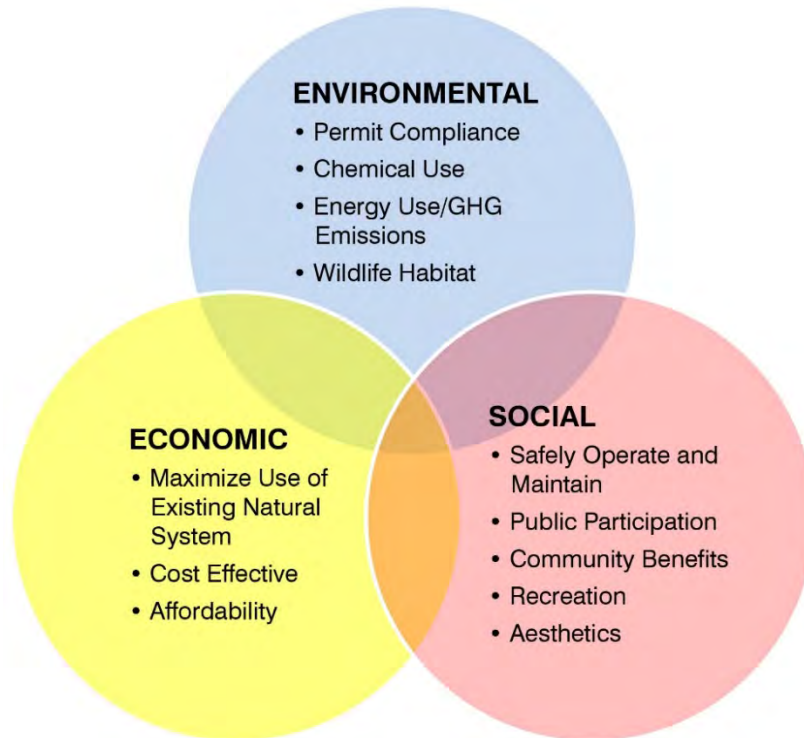 ENVIRONMENTAL
• Permit Compliance
• Chemical Use
• Energy Use/GHG
Emissions
• Wildlife Habitat
ECONOMIC
• Maximize Use of
Existing Natural
System
• Cost Effective
• Affordability
SOCIAL
• Safely Operate and
Maintain
• Public Participation
• Community Benefits
• Recreation
• Aesthetics